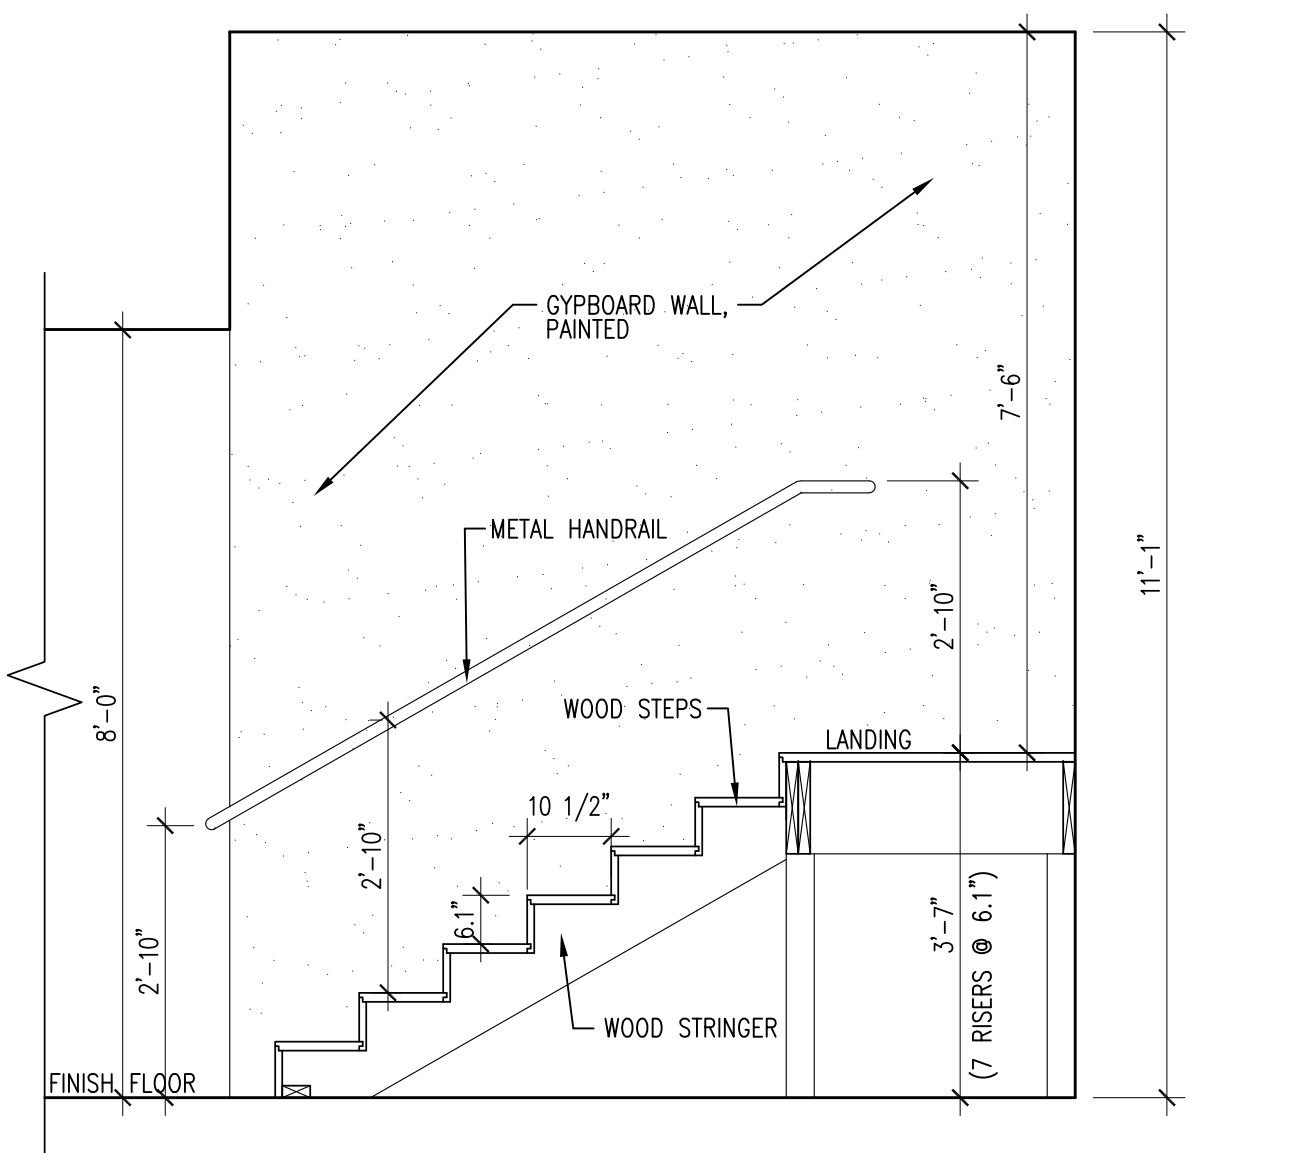 GYPBOARD WALL,
PAINTED
7'-6"
11'-1"
METAL HANDRAIL
2'-10"
8'-0"
WOOD STEPS
LANDING
10 1/2"
2'-10"
6.1"
3'-7"
(7 RISERS @ 6.1")
2'-10"
WOOD STRINGER
FINISH FLOOR